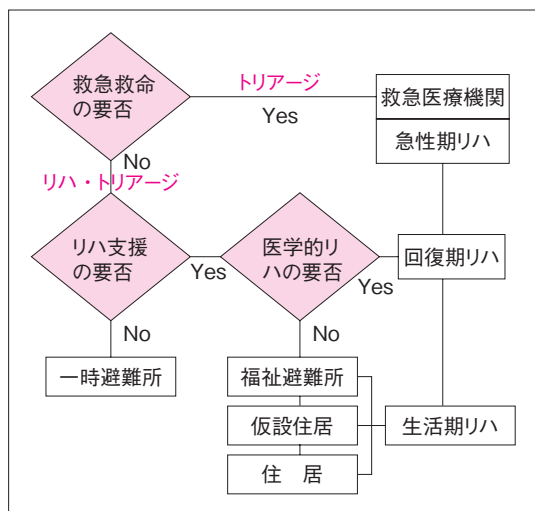 救急救命
の要否
トリアージ
Yes
救急医療機関
急性期リハ
No
リハ・トリアージ
リハ支援
の要否
Yes
医学的リ
ハの要否
Yes
回復期リハ
No
No
一時避難所
福祉避難所
仮設住居
生活期リハ
住　居